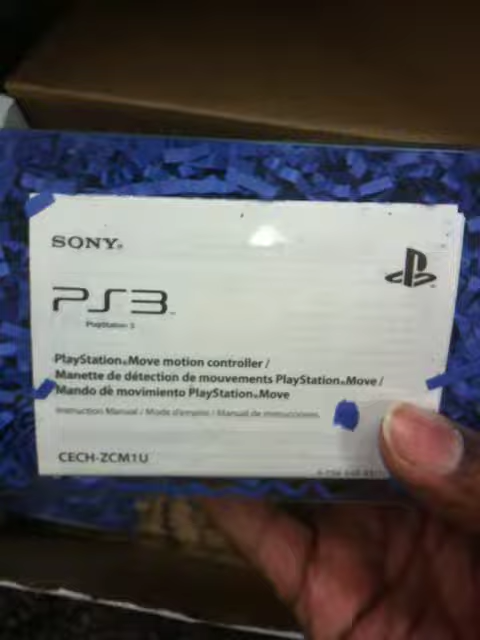 SONY®
PS3™
PlayStation 3
PlayStation®Move motion controller /
Manette de détection de mouvements PlayStation®Move /
Mando de movimiento PlayStation®Move
Instruction Manual / Mode d'emploi / Manual de instrucciones
CECH-ZCM1U